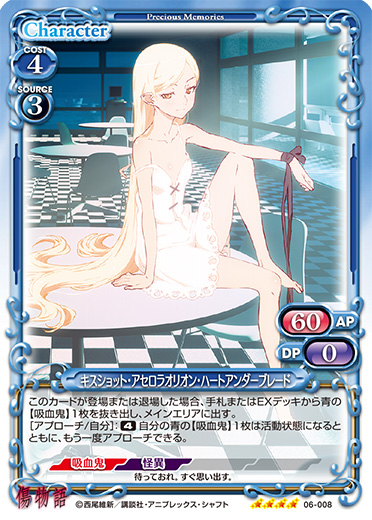 Precious Memories
Character
COST
4
SOURCE
3
60 AP
DP 0
キスショット・アセロラオリオン・ハートアンダーブレード
このカードが登場または退場した場合、手札またはEXデッキから青の
【吸血鬼】1枚を抜き出し、メインエリアに出す。
[アプローチ/自分]:4 自分の青の【吸血鬼】1枚は活動状態になると
ともに、もう一度アプローチできる。
吸血鬼 怪異
待っておれ。すぐ思い出す。
傷物語 ©西尾維新/講談社・アニプレックス・シャフト ★★★★ 06-008